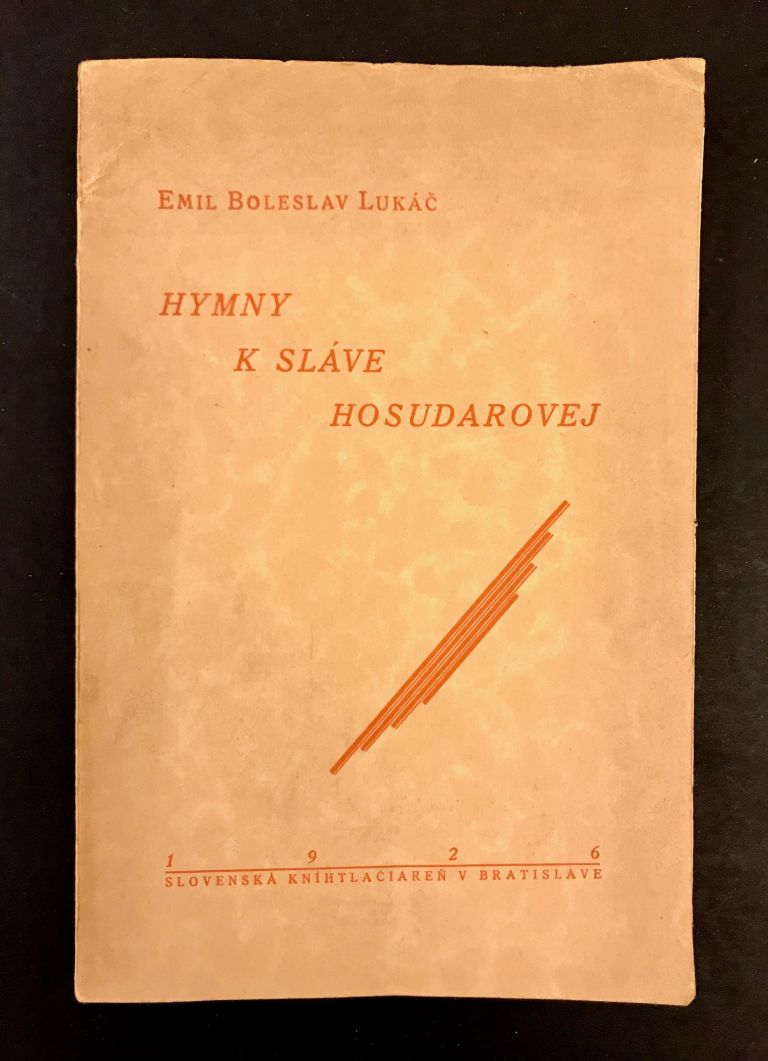 EMIL BOLESLAV LUKÁČ
HYMNY
K SLÁVE
HOSUDAROVEJ
1 9 2 6
SLOVENSKÁ KNÍHTLAČIAREŇ V BRATISLAVE